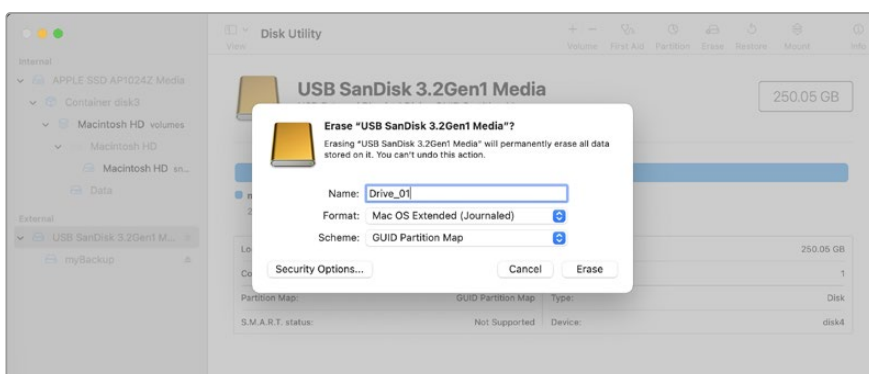 Disk Utility
View
Volume First Aid Partition Erase Restore Mount Info
Internal
APPLE SSD AP1024Z Media
Container disk3
Macintosh HD volumes
Macintosh HD
Macintosh HD sn...
Data
External
USB SanDisk 3.2Gen1 M...
myBackup
USB SanDisk 3.2Gen1 Media
250.05 GB
Erase “USB SanDisk 3.2Gen1 Media”?
Erasing “USB SanDisk 3.2Gen1 Media” will permanently erase all data
stored on it. You can't undo this action.
Name: Drive_01
Format: Mac OS Extended (Journaled)
Scheme: GUID Partition Map
Security Options... Cancel Erase
250.05 GB
1
Partition Map: GUID Partition Map Type: Disk
S.M.A.R.T. status: Not Supported Device: disk4